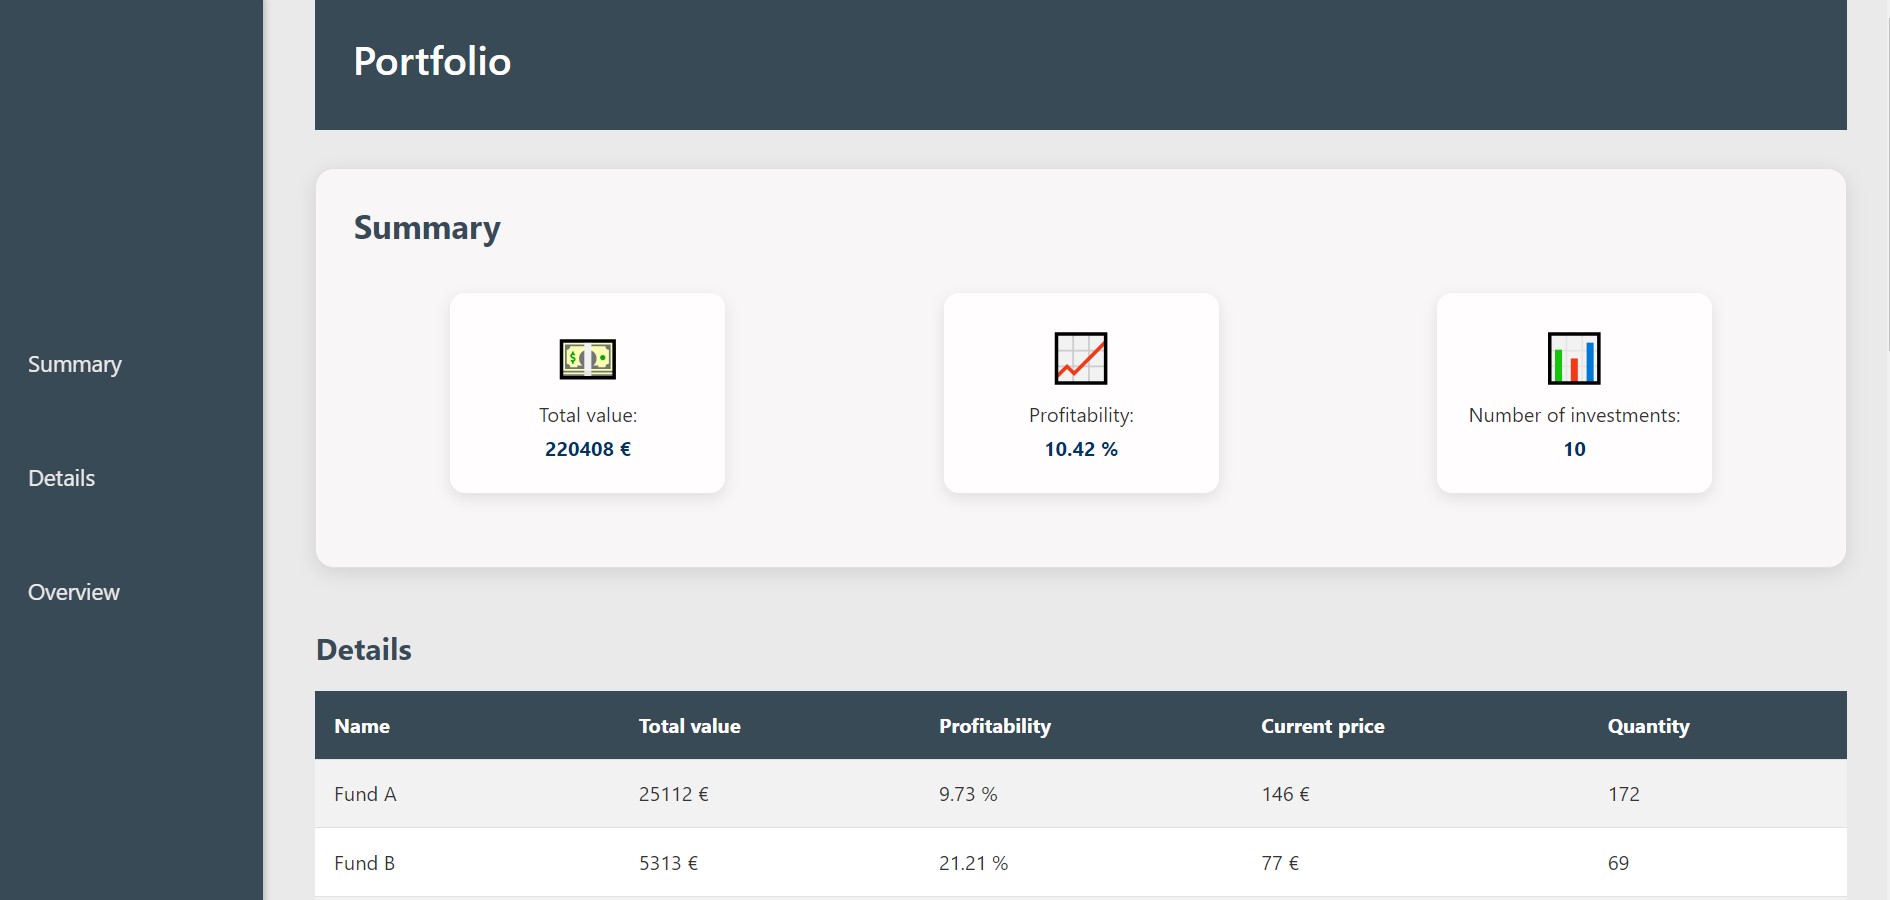 Portfolio
Summary
Total value:
220408 €
Profitability:
10.42 %
Number of investments:
10
Summary
Details
Overview
Details
Name Total value Profitability Current price Quantity
Fund A 25112 € 9.73 % 146 € 172
Fund B 5313 € 21.21 % 77 € 69